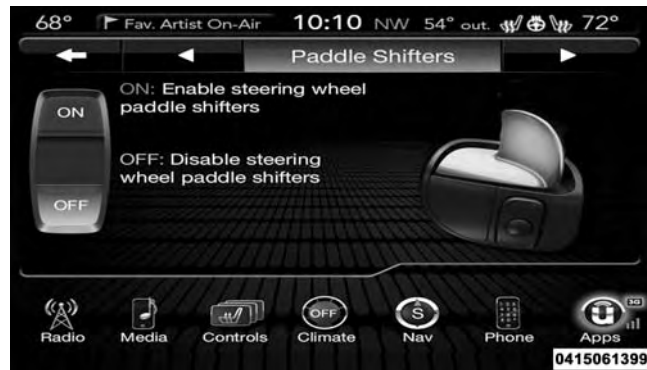 68° Fav. Artist On-Air 10:10 NW 54° out. 72°
Paddle Shifters
ON: Enable steering wheel
paddle shifters
ON
OFF: Disable steering
wheel paddle shifters
OFF
OFF
S
3G
Radio Media Controls Climate Nav Phone Apps
0415061399